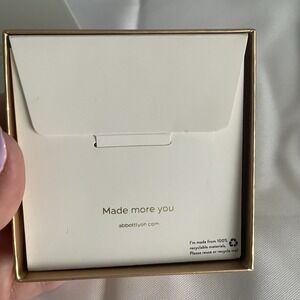 Made more you
abbottlyon.com
I'm made from 100%
recyclable materials.
Please reuse or recycle me!